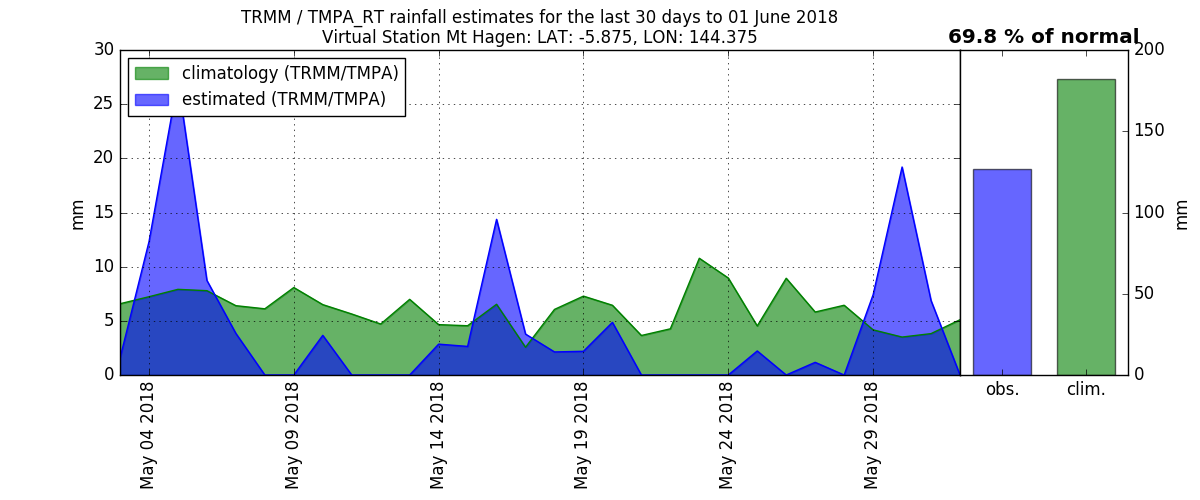 TRMM / TMPA_RT rainfall estimates for the last 30 days to 01 June 2018
Virtual Station Mt Hagen: LAT: -5.875, LON: 144.375
69.8 % of normal
climatology (TRMM/TMPA)
estimated (TRMM/TMPA)
30
25
20
15
10
5
0
mm
May 04 2018
May 09 2018
May 14 2018
May 19 2018
May 24 2018
May 29 2018
200
150
100
50
0
mm
obs.
clim.